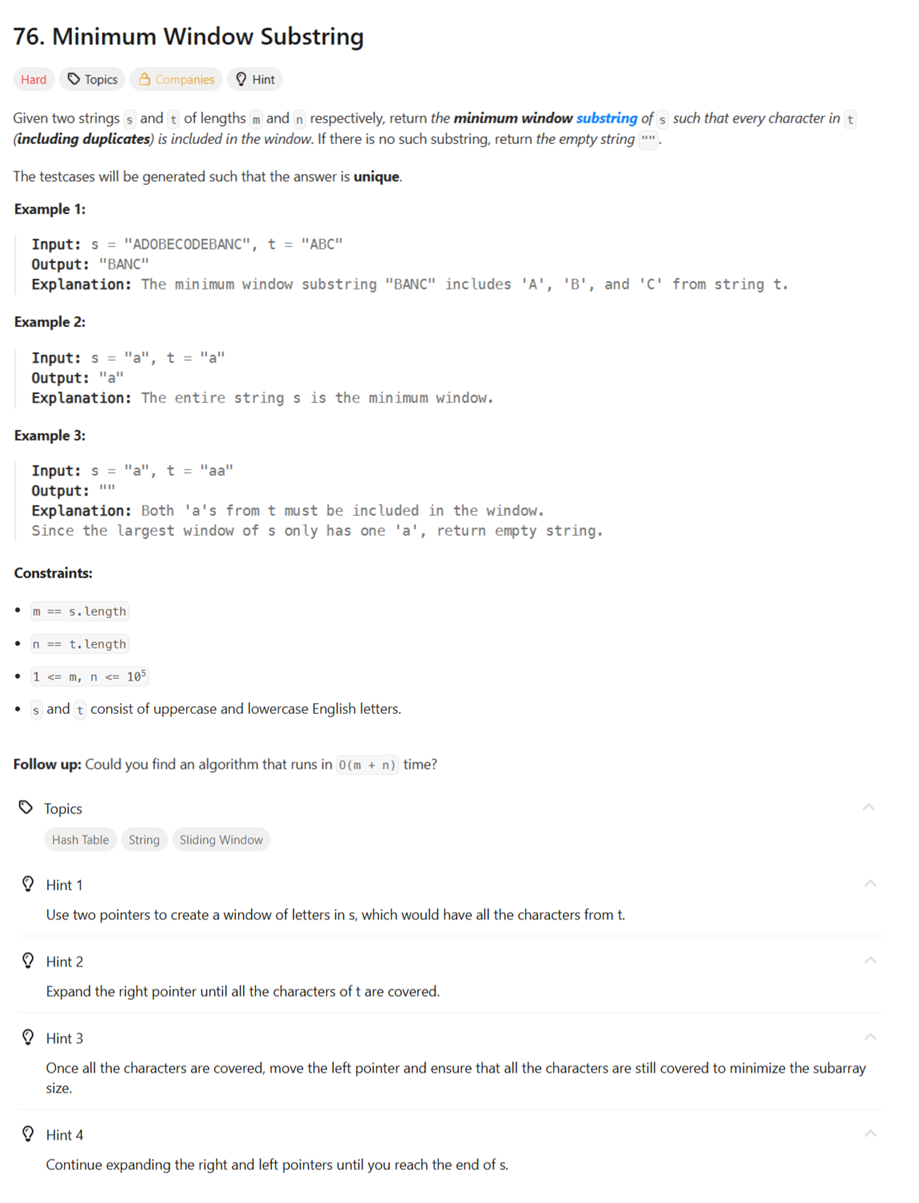 76. Minimum Window Substring
Hard Topics Companies Hint
Given two strings s and t of lengths m and n respectively, return the minimum window substring of s such that every character in t
(including duplicates) is included in the window. If there is no such substring, return the empty string "".
The testcases will be generated such that the answer is unique.
Example 1:
Input: s = "ADOBECODEBANC", t = "ABC"
Output: "BANC"
Explanation: The minimum window substring "BANC" includes 'A', 'B', and 'C' from string t.
Example 2:
Input: s = "a", t = "a"
Output: "a"
Explanation: The entire string s is the minimum window.
Example 3:
Input: s = "a", t = "aa"
Output: ""
Explanation: Both 'a's from t must be included in the window.
Since the largest window of s only has one 'a', return empty string.
Constraints:
• m == s.length
• n == t.length
• 1 <= m, n <= 10⁵
• s and t consist of uppercase and lowercase English letters.
Follow up: Could you find an algorithm that runs in O(m + n) time?
Topics
Hash Table String Sliding Window
Hint 1
Use two pointers to create a window of letters in s, which would have all the characters from t.
Hint 2
Expand the right pointer until all the characters of t are covered.
Hint 3
Once all the characters are covered, move the left pointer and ensure that all the characters are still covered to minimize the subarray
size.
Hint 4
Continue expanding the right and left pointers until you reach the end of s.